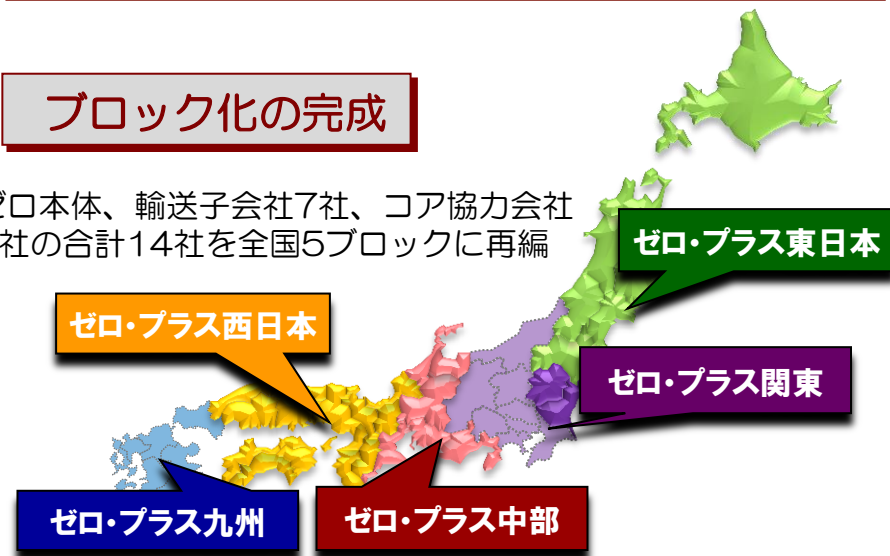 ブロック化の完成
ゼロ本体、輸送子会社7社、コア協力会社
社の合計14社を全国5ブロックに再編
ゼロ・プラス東日本
ゼロ・プラス西日本
ゼロ・プラス関東
ゼロ・プラス九州
ゼロ・プラス中部